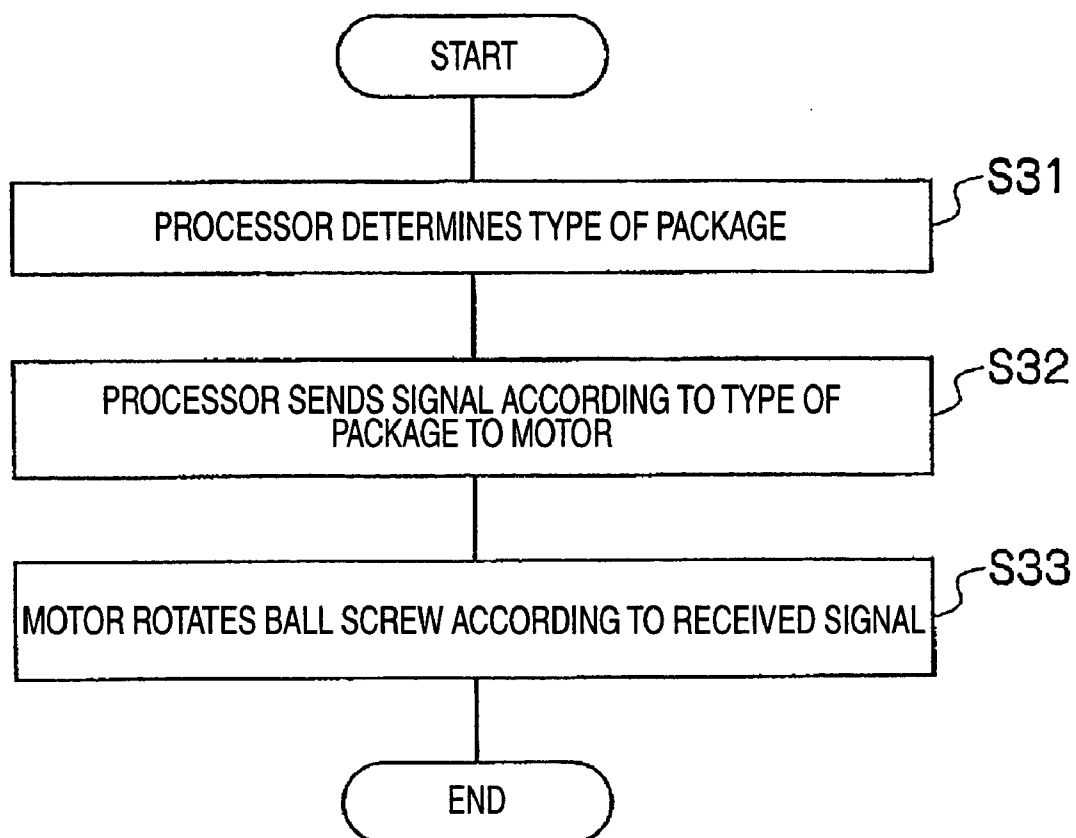 START
S31
PROCESSOR DETERMINES TYPE OF PACKAGE
S32
PROCESSOR SENDS SIGNAL ACCORDING TO TYPE OF
PACKAGE TO MOTOR
S33
MOTOR ROTATES BALL SCREW ACCORDING TO RECEIVED SIGNAL
END